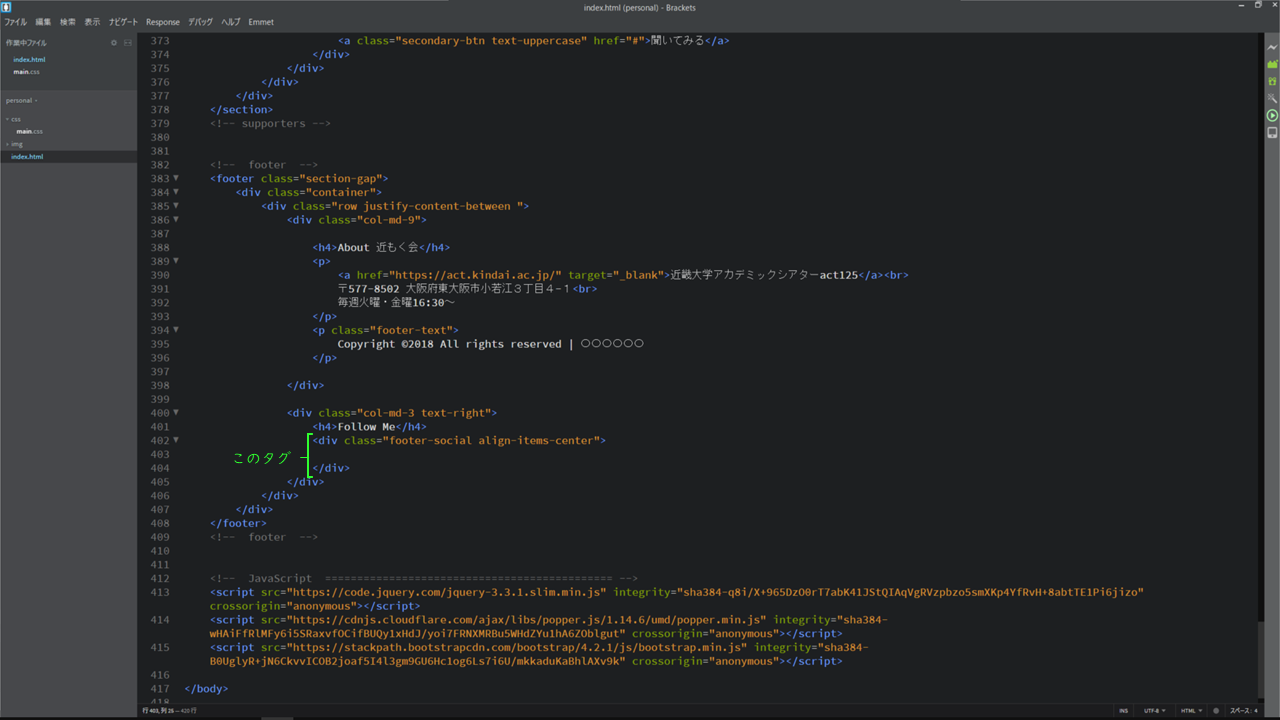 index.html (personal) - Brackets
ファイル 編集 検索 表示 ナビゲート Response デバッグ ヘルプ Emmet
作業中ファイル
index.html
main.css
personal
css
main.css
img
index.html
373 <a class="secondary-btn text-uppercase" href="#">聞いてみる</a>
374 </div>
375 </div>
376 </div>
377 </div>
378 </section>
379 <!-- supporters -->
380
381
382 <!-- footer -->
383 <footer class="section-gap">
384 <div class="container">
385 <div class="row justify-content-between ">
386 <div class="col-md-9">
387
388 <h4>About 近もく会</h4>
389 <p>
390 <a href="https://act.kindai.ac.jp/" target="_blank">近畿大学アカデミックシアターact125</a><br>
391 〒577-8502 大阪府東大阪市小若江３丁目４−１<br>
392 毎週火曜・金曜16:30〜
393 </p>
394 <p class="footer-text">
395 Copyright ©2018 All rights reserved | ○○○○○○
396 </p>
397
398 </div>
399
400 <div class="col-md-3 text-right">
401 <h4>Follow Me</h4>
402 <div class="footer-social align-items-center">
403
このタグ
404 </div>
405 </div>
406 </div>
407 </div>
408 </footer>
409 <!-- footer -->
410
411
412 <!-- JavaScript ============================================== -->
413 <script src="https://code.jquery.com/jquery-3.3.1.slim.min.js" integrity="sha384-q8i/X+965DzO0rT7abK41JStQIAqVgRVzpbzo5smXKp4YfRvH+8abtTE1Pi6jizo"
crossorigin="anonymous"></script>
414 <script src="https://cdnjs.cloudflare.com/ajax/libs/popper.js/1.14.6/umd/popper.min.js" integrity="sha384-
wHAiFfRlMFy6i5SRaxvfOCifBUQy1xHdJ/yoi7FRNXMRBu5WHdZYu1hA6ZOblgut" crossorigin="anonymous"></script>
415 <script src="https://stackpath.bootstrapcdn.com/bootstrap/4.2.1/js/bootstrap.min.js" integrity="sha384-
B0UglyR+jN6CkvvICOB2joaf5I4l3gm9GU6Hc1og6Ls7i6U/mkkaduKaBhlAXv9k" crossorigin="anonymous"></script>
416
417 </body>
418
行 403, 列 25 — 420 行
INS UTF-8 HTML スペース: 4